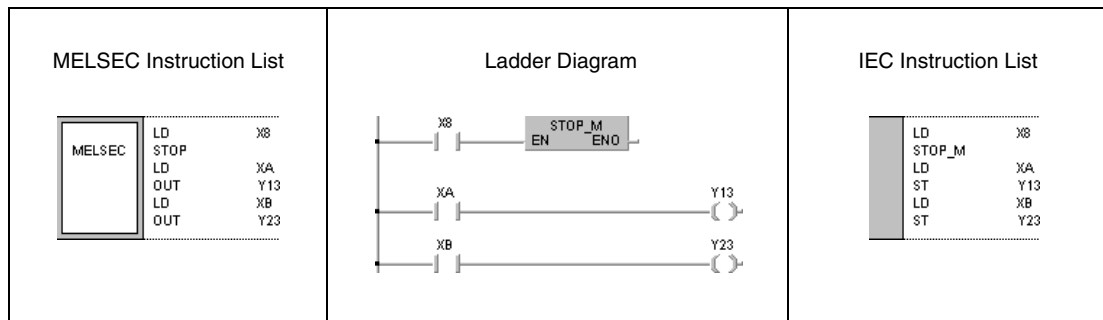 MELSEC Instruction List
MELSEC
LD X8
STOP
LD XA
OUT Y13
LD XB
OUT Y23
Ladder Diagram
X8
STOP_M
EN ENO
XA Y13
XB Y23
IEC Instruction List
LD X8
STOP_M
LD XA
ST Y13
LD XB
ST Y23